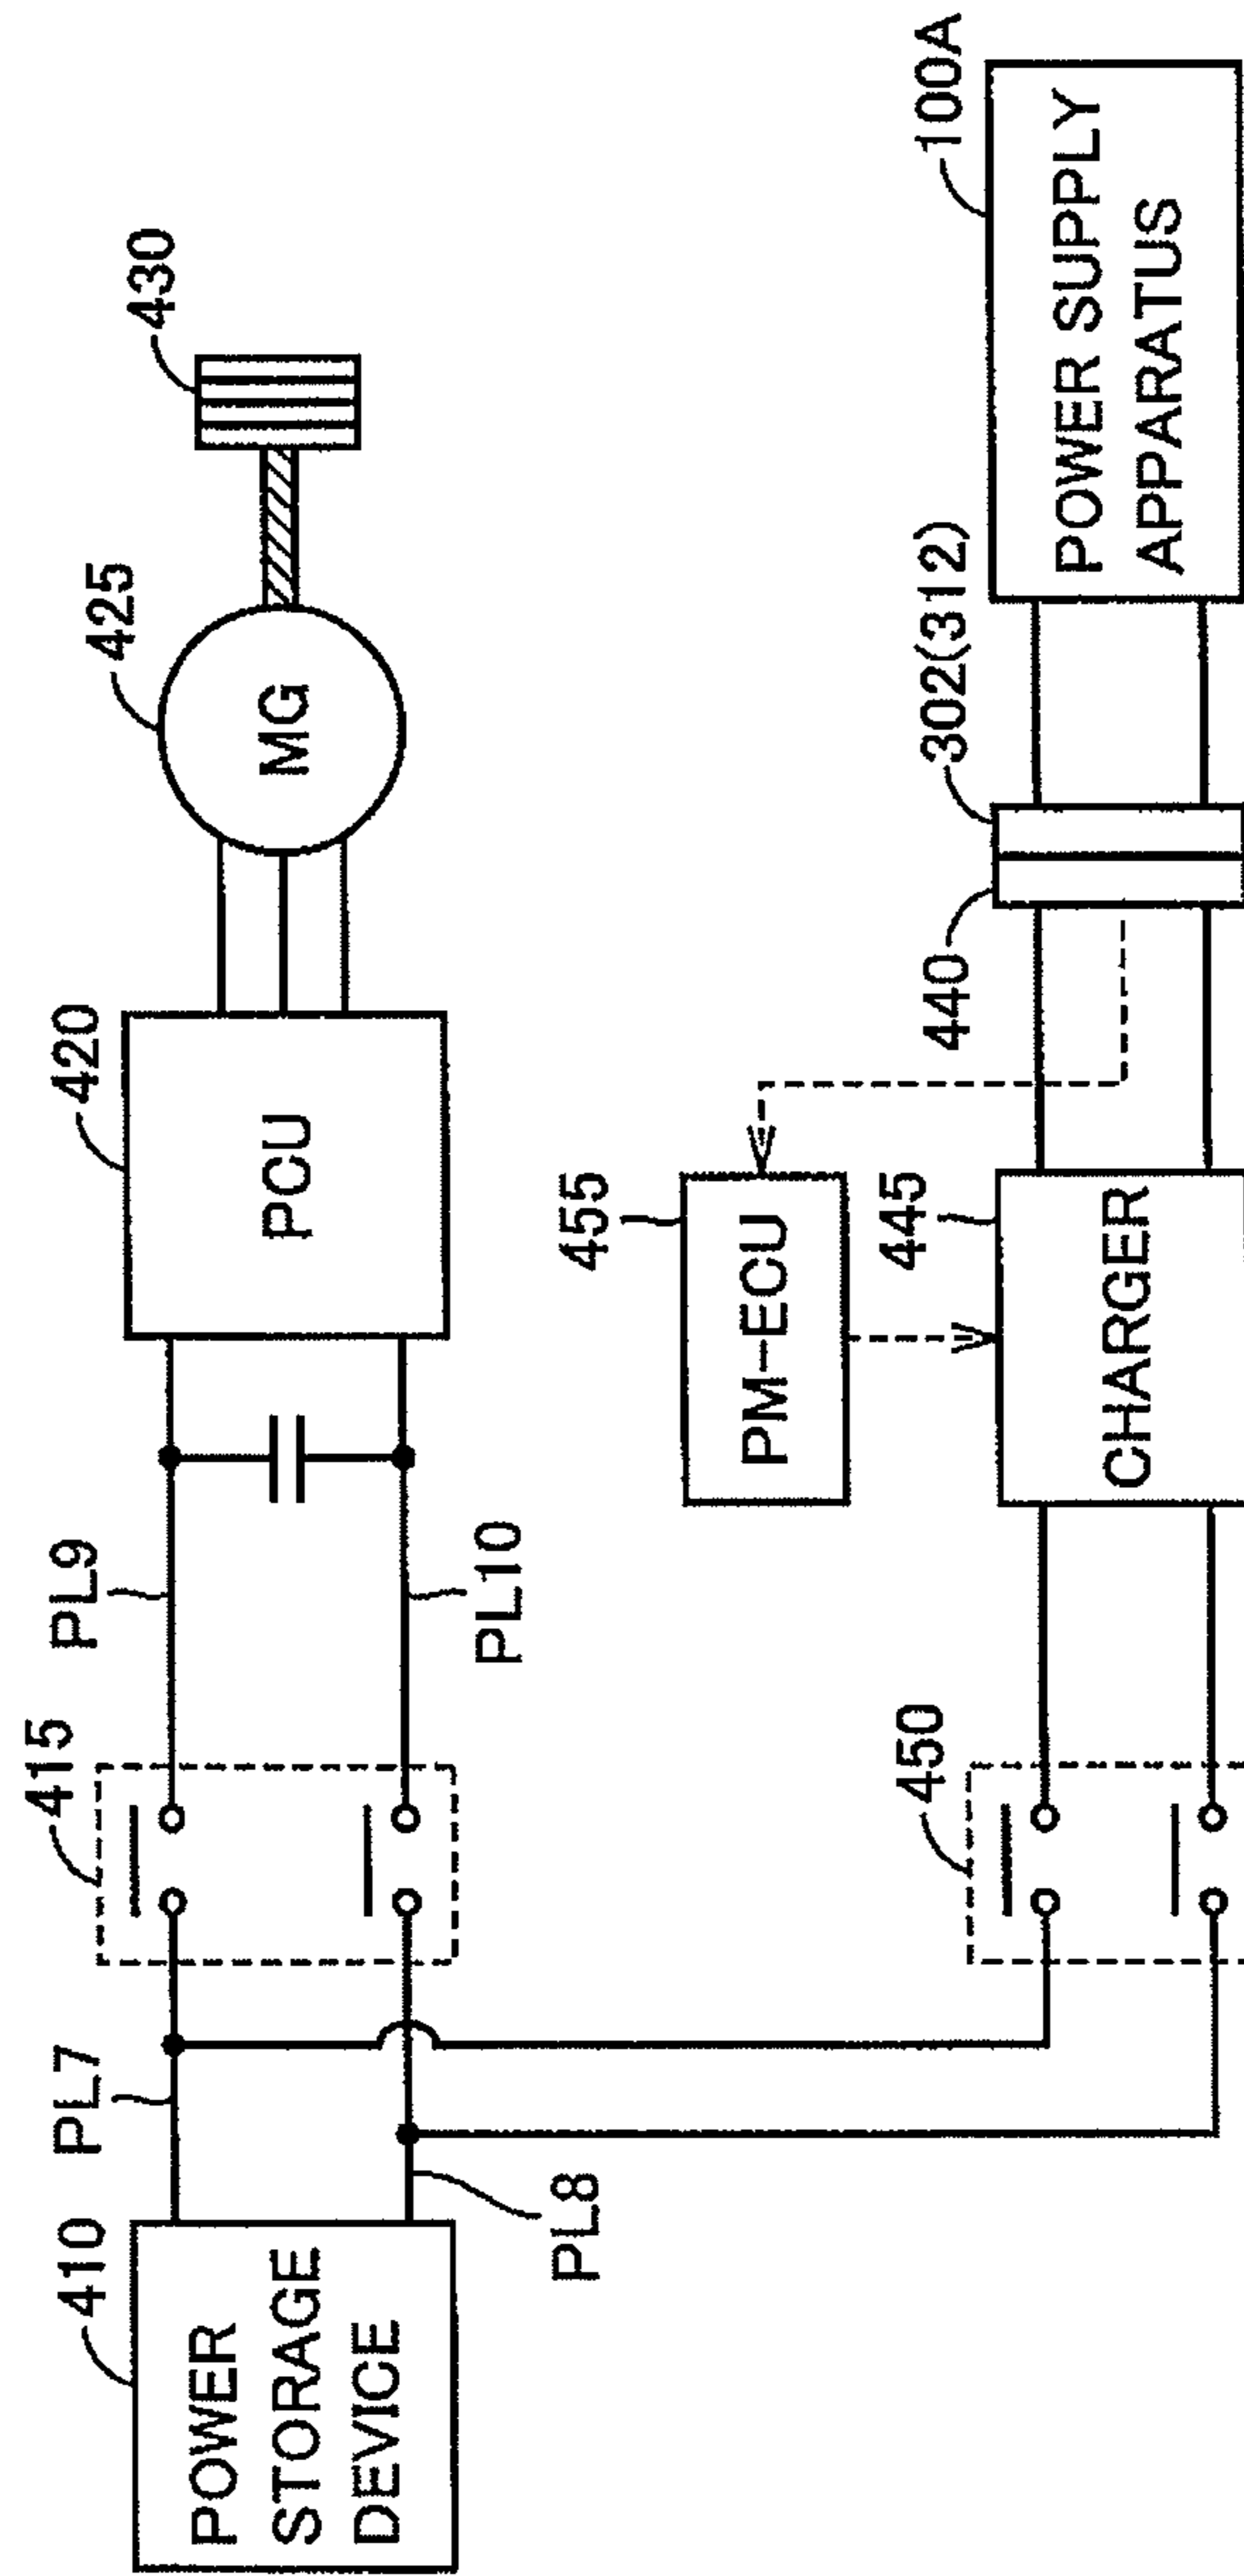 410
POWER
STORAGE
DEVICE
PL7
PL8
415
PL9
PL10
420
PCU
425
MG
430
450
455
PM-ECU
445
CHARGER
440
302(312)
100A
POWER SUPPLY
APPARATUS